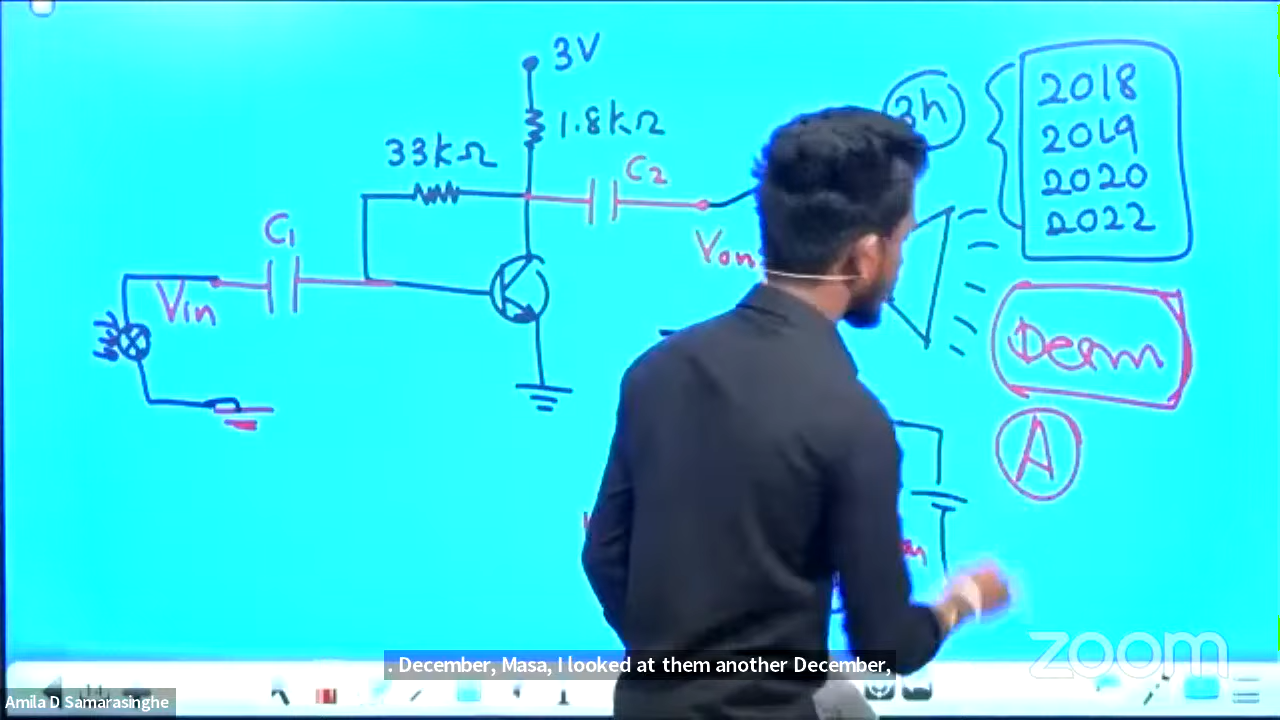 3V
1.8kΩ
33kΩ
C2
C1
Vin
3h
2018
2019
2020
2022
A
. December, Masa, I looked at them another December,
Amila D Samarasinghe
zoom